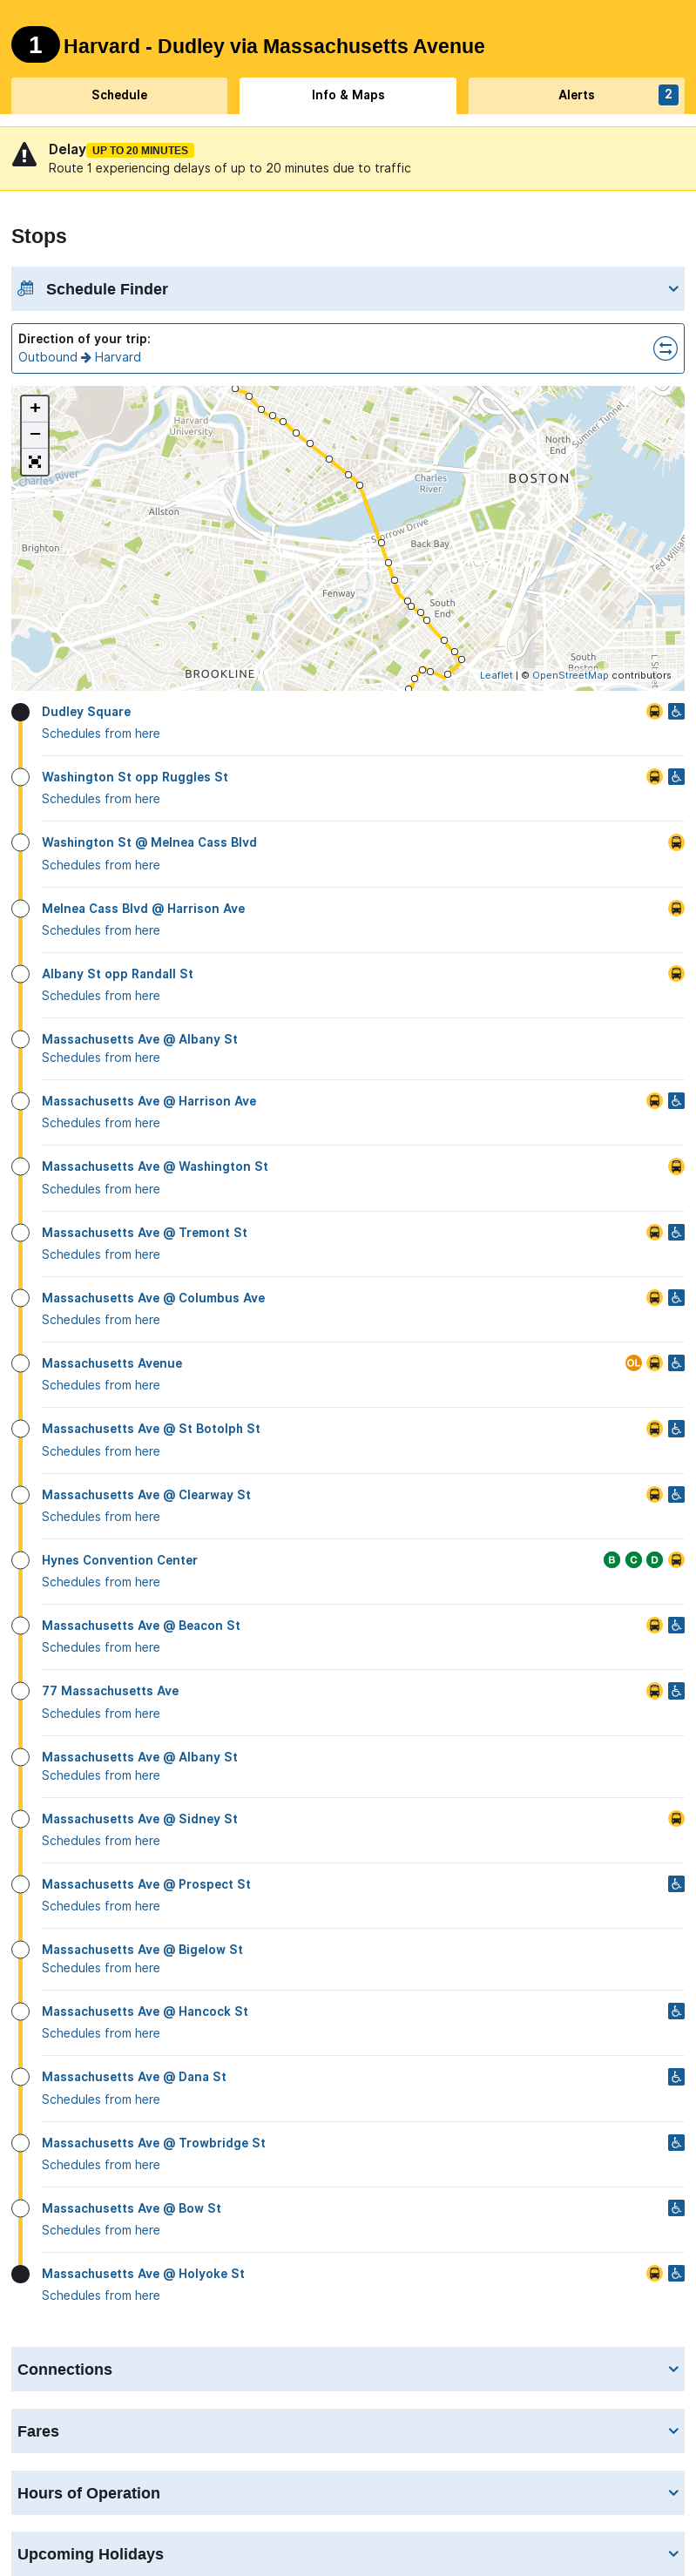 1 Harvard - Dudley via Massachusetts Avenue
Schedule
Info & Maps
Alerts
2
Delay UP TO 20 MINUTES
Route 1 experiencing delays of up to 20 minutes due to traffic
Stops
Schedule Finder
Direction of your trip:
Outbound → Harvard
+
−
Harvard
University
Charles River
Allston
Brighton
Charles
River
Storrow Drive
Back Bay
Fenway
South
End
BROOKLINE
BOSTON
North
End
Sumner Tunnel
Ted William
South
Boston
L Street
Leaflet | © OpenStreetMap contributors
Dudley Square
Schedules from here
Washington St opp Ruggles St
Schedules from here
Washington St @ Melnea Cass Blvd
Schedules from here
Melnea Cass Blvd @ Harrison Ave
Schedules from here
Albany St opp Randall St
Schedules from here
Massachusetts Ave @ Albany St
Schedules from here
Massachusetts Ave @ Harrison Ave
Schedules from here
Massachusetts Ave @ Washington St
Schedules from here
Massachusetts Ave @ Tremont St
Schedules from here
Massachusetts Ave @ Columbus Ave
Schedules from here
Massachusetts Avenue OL
Schedules from here
Massachusetts Ave @ St Botolph St
Schedules from here
Massachusetts Ave @ Clearway St
Schedules from here
Hynes Convention Center B C D
Schedules from here
Massachusetts Ave @ Beacon St
Schedules from here
77 Massachusetts Ave
Schedules from here
Massachusetts Ave @ Albany St
Schedules from here
Massachusetts Ave @ Sidney St
Schedules from here
Massachusetts Ave @ Prospect St
Schedules from here
Massachusetts Ave @ Bigelow St
Schedules from here
Massachusetts Ave @ Hancock St
Schedules from here
Massachusetts Ave @ Dana St
Schedules from here
Massachusetts Ave @ Trowbridge St
Schedules from here
Massachusetts Ave @ Bow St
Schedules from here
Massachusetts Ave @ Holyoke St
Schedules from here
Connections
Fares
Hours of Operation
Upcoming Holidays